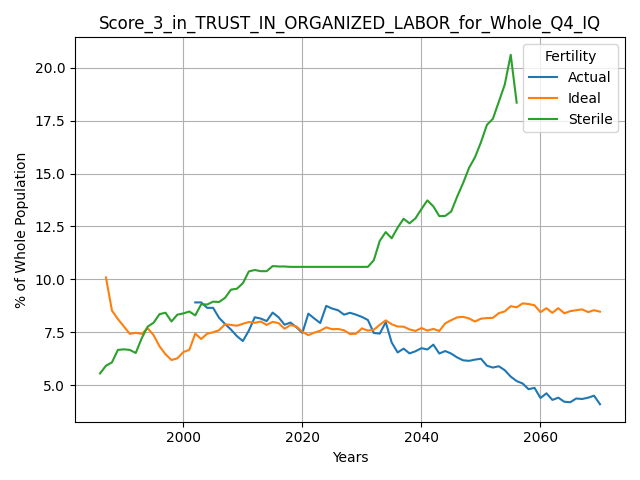 Score_3_in_TRUST_IN_ORGANIZED_LABOR_for_Whole_Q4_IQ
Fertility
Actual
Ideal
Sterile
% of Whole Population
20.0
17.5
15.0
12.5
10.0
7.5
5.0
2000
2020
2040
2060
Years